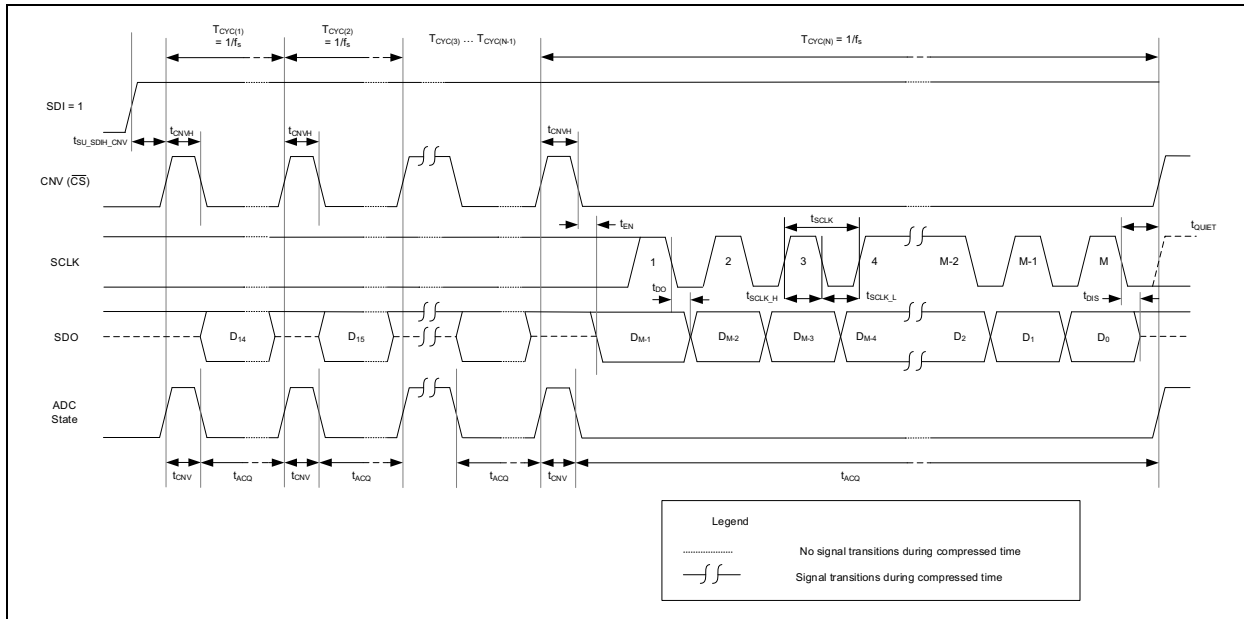 TCYC(1) = 1/fs
TCYC(2) = 1/fs
TCYC(3) ... TCYC(N-1)
TCYC(N) = 1/fs
SDI = 1
tSU_SDIH_CNV
tCNVH
tCNVH
tCNVH
CNV (CS)
tEN
tSCLK
tQUIET
SCLK
1
2
3
4
M-2
M-1
M
tDO
tSCLK_H
tSCLK_L
tDIS
SDO
D14
D15
DM-1
DM-2
DM-3
DM-4
D2
D1
D0
ADC
State
tCNV
tACQ
tCNV
tACQ
tACQ
tCNV
tACQ
Legend
No signal transitions during compressed time
Signal transitions during compressed time